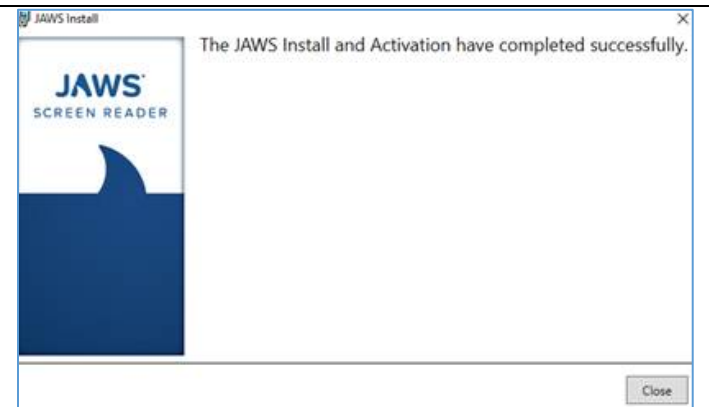 JAWS Install
The JAWS Install and Activation have completed successfully.
JAWS
SCREEN READER
Close